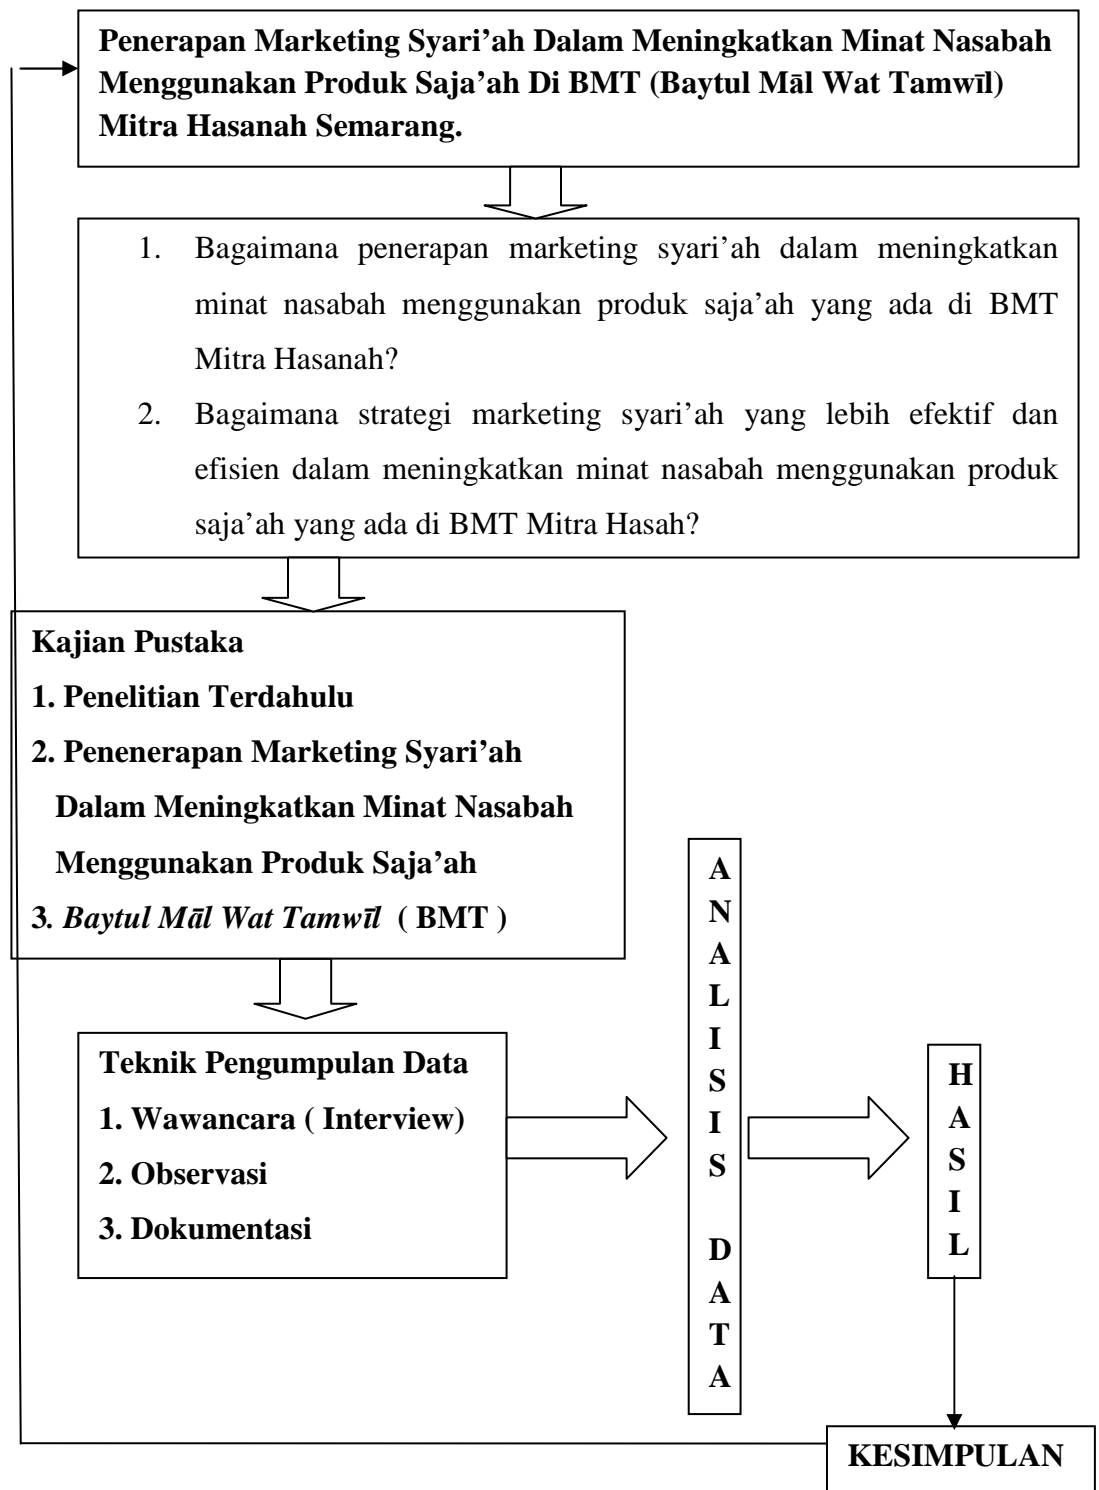 Penerapan Marketing Syari’ah Dalam Meningkatkan Minat Nasabah
Menggunakan Produk Saja’ah Di BMT (Baytul Māl Wat Tamwīl)
Mitra Hasanah Semarang.
1. Bagaimana penerapan marketing syari’ah dalam meningkatkan
minat nasabah menggunakan produk saja’ah yang ada di BMT
Mitra Hasanah?
2. Bagaimana strategi marketing syari’ah yang lebih efektif dan
efisien dalam meningkatkan minat nasabah menggunakan produk
saja’ah yang ada di BMT Mitra Hasah?
Kajian Pustaka
1. Penelitian Terdahulu
2. Penenerapan Marketing Syari’ah
Dalam Meningkatkan Minat Nasabah
Menggunakan Produk Saja’ah
3. Baytul Māl Wat Tamwīl ( BMT )
Teknik Pengumpulan Data
1. Wawancara ( Interview)
2. Observasi
3. Dokumentasi
A
N
A
L
I
S
I
S
D
A
T
A
H
A
S
I
L
KESIMPULAN